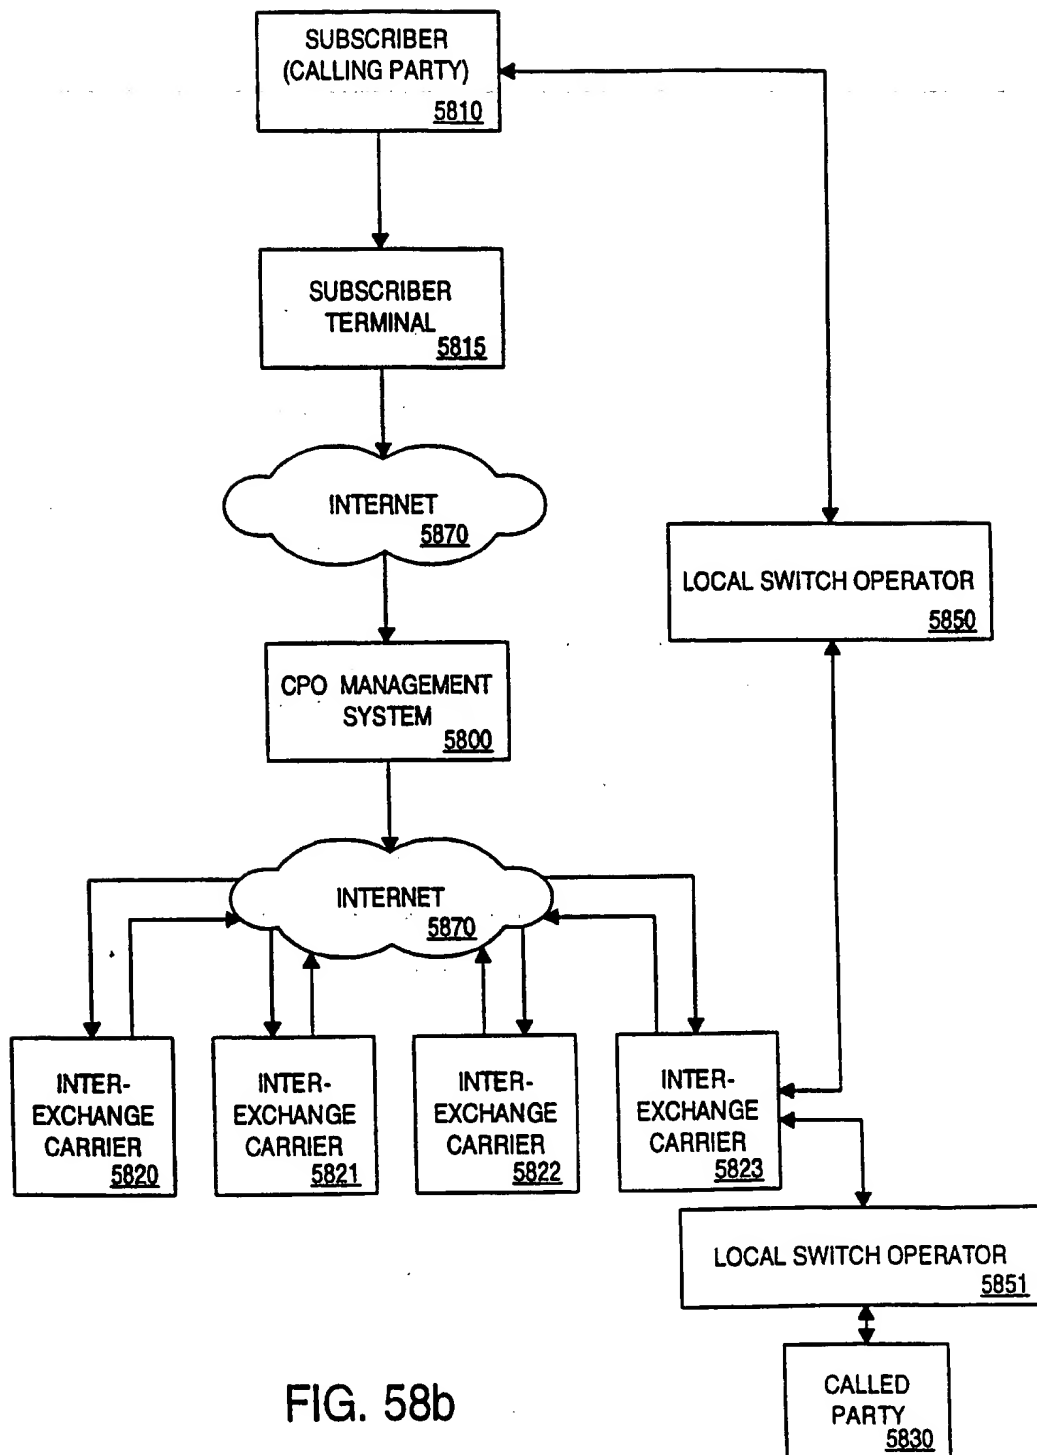 SUBSCRIBER
(CALLING PARTY)
5810
SUBSCRIBER
TERMINAL
5815
INTERNET
5870
LOCAL SWITCH OPERATOR
5850
CPO MANAGEMENT
SYSTEM
5800
INTERNET
5870
INTER-
EXCHANGE
CARRIER
5820
INTER-
EXCHANGE
CARRIER
5821
INTER-
EXCHANGE
CARRIER
5822
INTER-
EXCHANGE
CARRIER
5823
LOCAL SWITCH OPERATOR
5851
CALLED
PARTY
5830
FIG. 58b